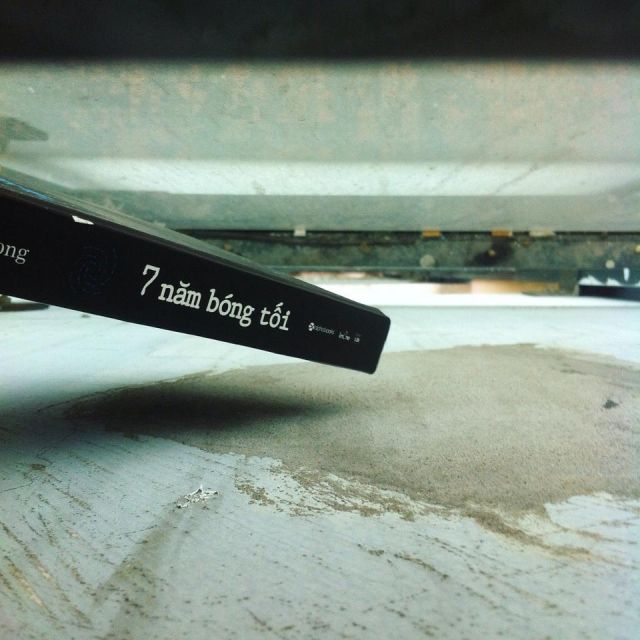 ong
7 năm bóng tối